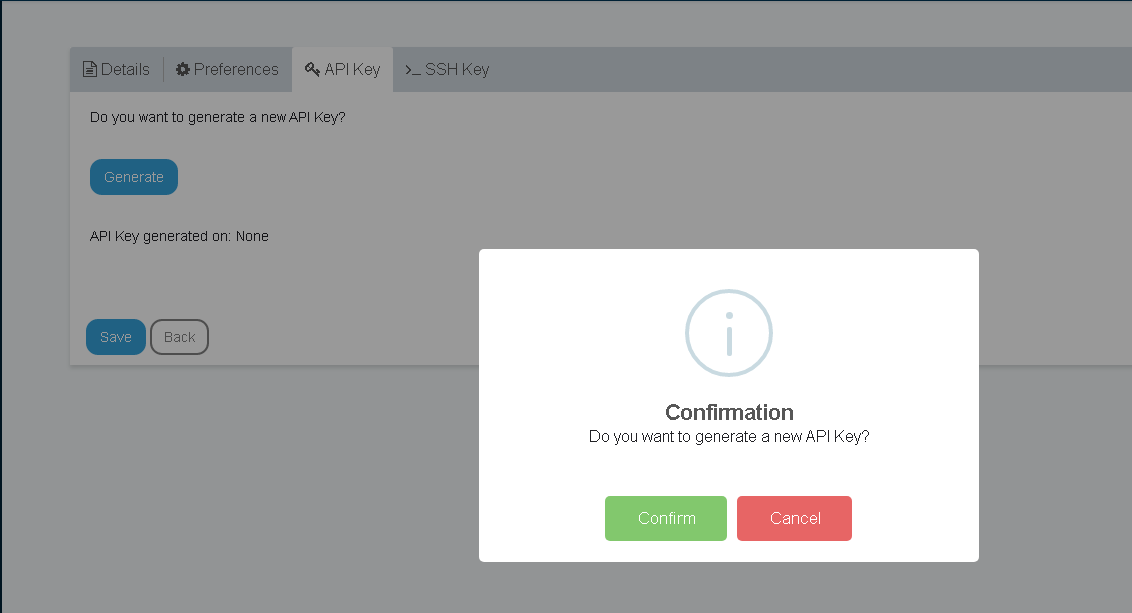 Details Preferences API Key >_ SSH Key
Do you want to generate a new API Key?
Generate
API Key generated on: None
Save Back
Confirmation
Do you want to generate a new API Key?
Confirm Cancel